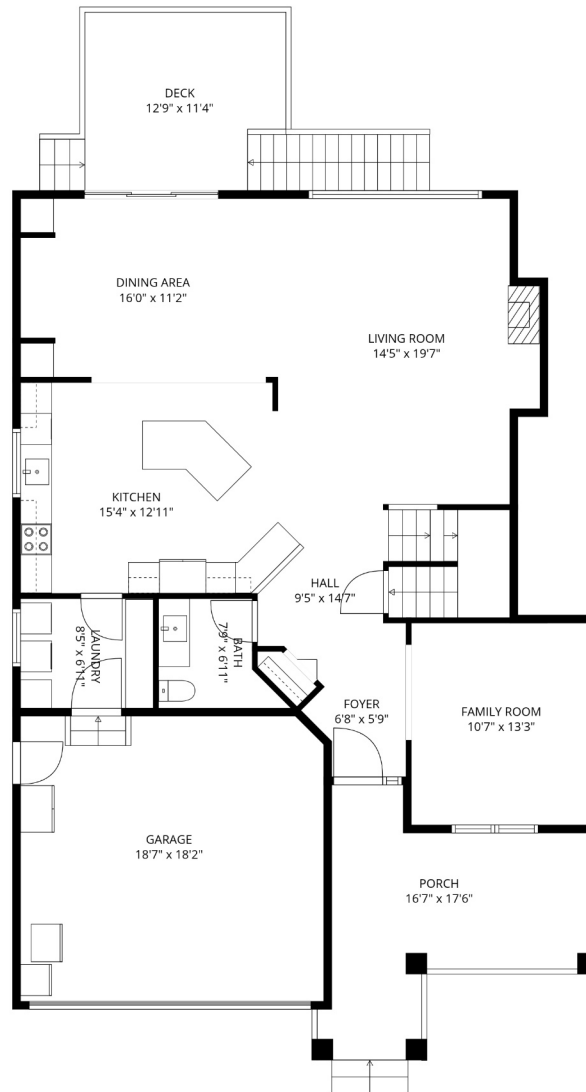 DECK
12'9" x 11'4"
DINING AREA
16'0" x 11'2"
LIVING ROOM
14'5" x 19'7"
KITCHEN
15'4" x 12'11"
HALL
9'5" x 14'7"
LAUNDRY
8'5" x 6'11"
BATH
7'9" x 6'11"
FOYER
6'8" x 5'9"
FAMILY ROOM
10'7" x 13'3"
GARAGE
18'7" x 18'2"
PORCH
16'7" x 17'6"